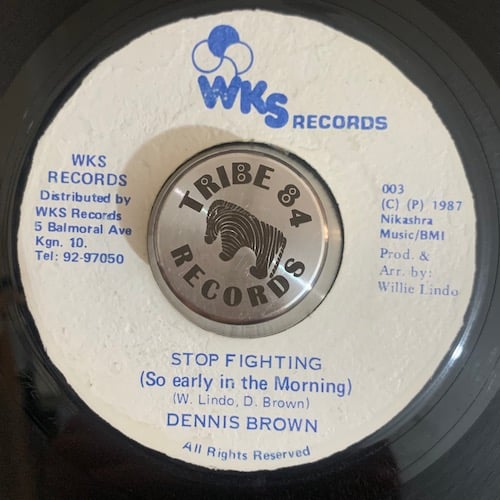 WKS RECORDS
WKS
RECORDS
Distributed by
WKS Records
5 Balmoral Ave
Kgn. 10.
Tel: 92-97050
TRIBE 84
RECORDS
003
(C) (P) 1987
Nikashra
Music/BMI
Prod. &
Arr. by:
Willie Lindo
STOP FIGHTING
(So early in the Morning)
(W. Lindo, D. Brown)
DENNIS BROWN
All Rights Reserved